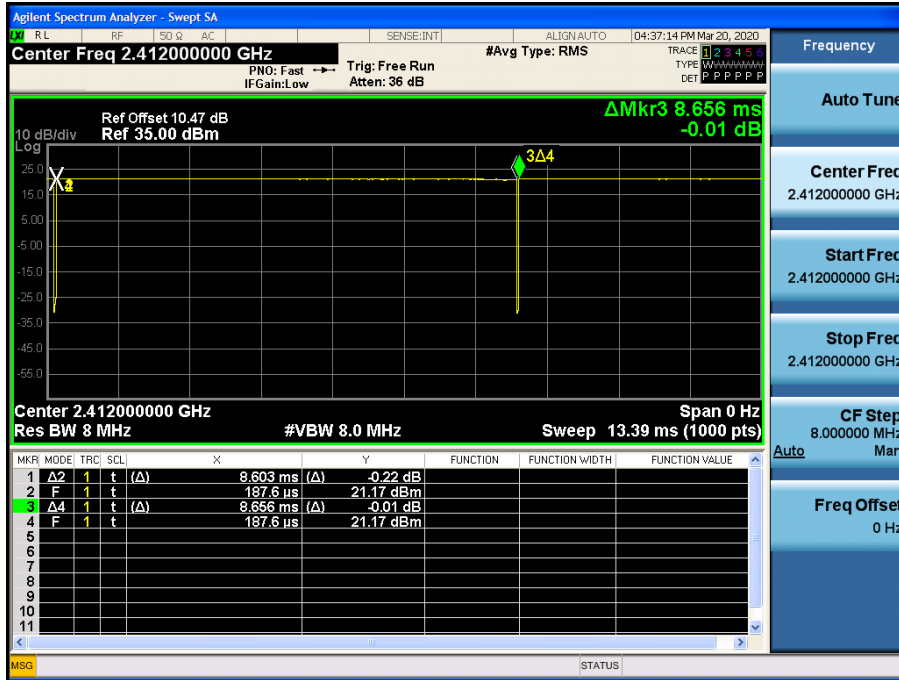 Agilent Spectrum Analyzer - Swept SA
LXI RL RF 50 Ω AC SENSE:INT ALIGN AUTO 04:37:14 PM Mar 20, 2020
Center Freq 2.412000000 GHz #Avg Type: RMS TRACE 1 2 3 4 5 6
PNO: Fast Trig: Free Run TYPE WWWWWW
IFGain:Low Atten: 36 dB DET P P P P P P
ΔMkr3 8.656 ms
-0.01 dB
Ref Offset 10.47 dB
10 dB/div Ref 35.00 dBm
Log
3Δ4
25.0
15.0
5.00
-5.00
-15.0
-25.0
-35.0
-45.0
-55.0
Center 2.412000000 GHz Span 0 Hz
Res BW 8 MHz #VBW 8.0 MHz Sweep 13.39 ms (1000 pts)
MKR MODE TRC SCL X Y FUNCTION FUNCTION WIDTH FUNCTION VALUE
1 Δ2 1 t (Δ) 8.603 ms (Δ) -0.22 dB
2 F 1 t 187.6 µs 21.17 dBm
3 Δ4 1 t (Δ) 8.656 ms (Δ) -0.01 dB
4 F 1 t 187.6 µs 21.17 dBm
5
6
7
8
9
10
11
MSG STATUS
Frequency
Auto Tune
Center Freq
2.412000000 GHz
Start Freq
2.412000000 GHz
Stop Freq
2.412000000 GHz
CF Step
8.000000 MHz
Auto Man
Freq Offset
0 Hz